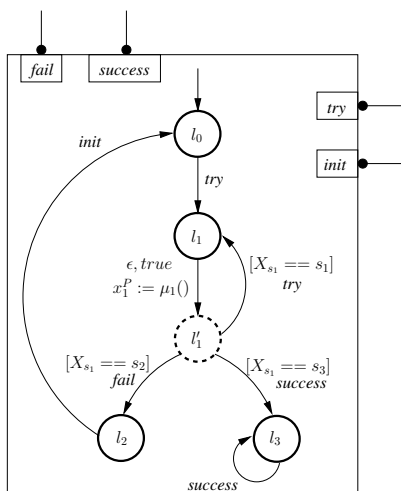 fail success
try
l₀
init
init
try
l₁
ϵ, true
x₁ᴾ := μ₁()
[Xₛ₁ == s₁]
try
l′₁
[Xₛ₁ == s₂]
fail
[Xₛ₁ == s₃]
success
l₂
l₃
success